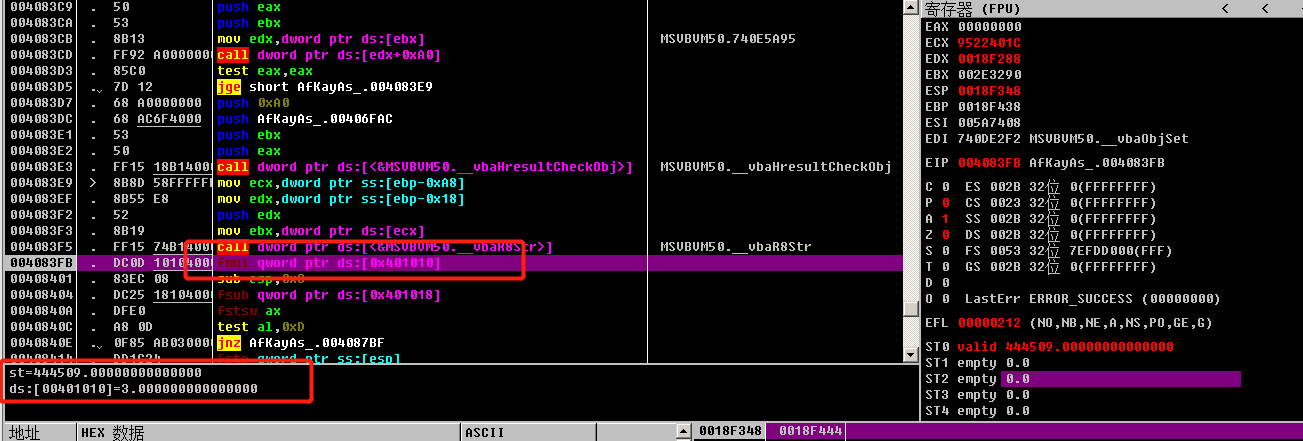 004083C9 . 50 push eax
004083CA . 53 push ebx
004083CB . 8B13 mov edx,dword ptr ds:[ebx] MSVBVM50.740E5A95
004083CD . FF92 A0000000 call dword ptr ds:[edx+0xA0]
004083D3 . 85C0 test eax,eax
004083D5 .˅ 7D 12 jge short AfKayAs_.004083E9
004083D7 . 68 A0000000 push 0xA0
004083DC . 68 AC6F4000 push AfKayAs_.00406FAC
004083E1 . 53 push ebx
004083E2 . 50 push eax
004083E3 . FF15 18B14000 call dword ptr ds:[<&MSVBVM50.__vbaHresultCheckObj>] MSVBVM50.__vbaHresultCheckObj
004083E9 > 8B8D 58FFFFFF mov ecx,dword ptr ss:[ebp-0xA8]
004083EF . 8B55 E8 mov edx,dword ptr ss:[ebp-0x18]
004083F2 . 52 push edx
004083F3 . 8B19 mov ebx,dword ptr ds:[ecx]
004083F5 . FF15 74B14000 call dword ptr ds:[<&MSVBVM50.__vbaR8Str>] MSVBVM50.__vbaR8Str
004083FB . DC0D 10104000 fmul qword ptr ds:[0x401010]
00408401 . 83EC 08 sub esp,0x8
00408404 . DC25 18104000 fsub qword ptr ds:[0x401018]
0040840A . DFE0 fstsw ax
0040840C . A8 0D test al,0xD
0040840E .˅ 0F85 AB030000 jnz AfKayAs_.004087BF
00408414 . DD1C24 fstp qword ptr ss:[esp]
st=444509.00000000000000
ds:[00401010]=3.000000000000000
地址 HEX 数据 ASCII
0018F348 0018F444
寄存器 (FPU) < <
EAX 00000000
ECX 9522401C
EDX 0018F288
EBX 002E3290
ESP 0018F348
EBP 0018F438
ESI 005A7408
EDI 740DE2F2 MSVBVM50.__vbaObjSet
EIP 004083FB AfKayAs_.004083FB
C 0 ES 002B 32位 0(FFFFFFFF)
P 0 CS 0023 32位 0(FFFFFFFF)
A 1 SS 002B 32位 0(FFFFFFFF)
Z 0 DS 002B 32位 0(FFFFFFFF)
S 0 FS 0053 32位 7EFDD000(FFF)
T 0 GS 002B 32位 0(FFFFFFFF)
D 0
O 0 LastErr ERROR_SUCCESS (00000000)
EFL 00000212 (NO,NB,NE,A,NS,PO,GE,G)
ST0 valid 444509.00000000000000
ST1 empty 0.0
ST2 empty 0.0
ST3 empty 0.0
ST4 empty 0.0